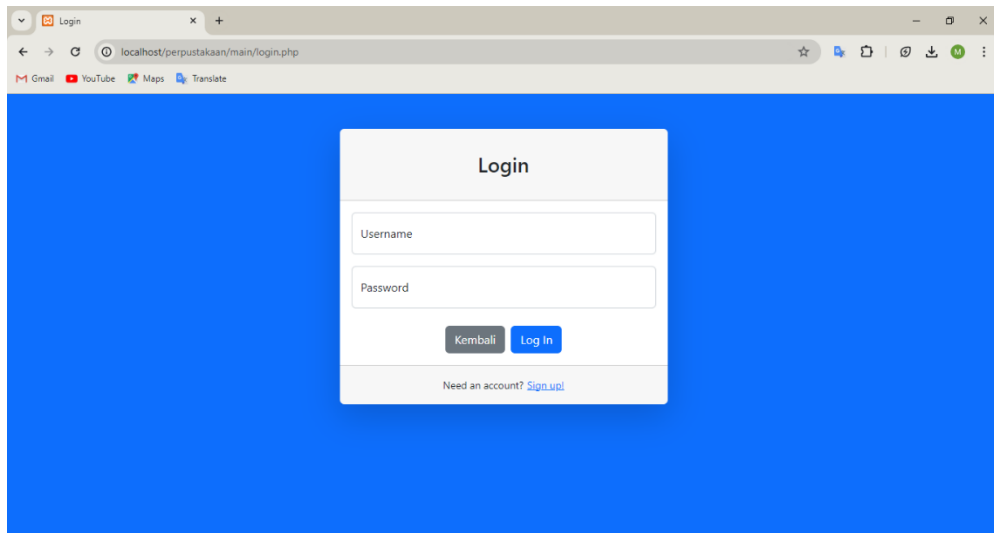 Login
localhost/perpustakaan/main/login.php
M
Gmail YouTube Maps Translate
Login
Username
Password
Kembali Log In
Need an account? Sign up!